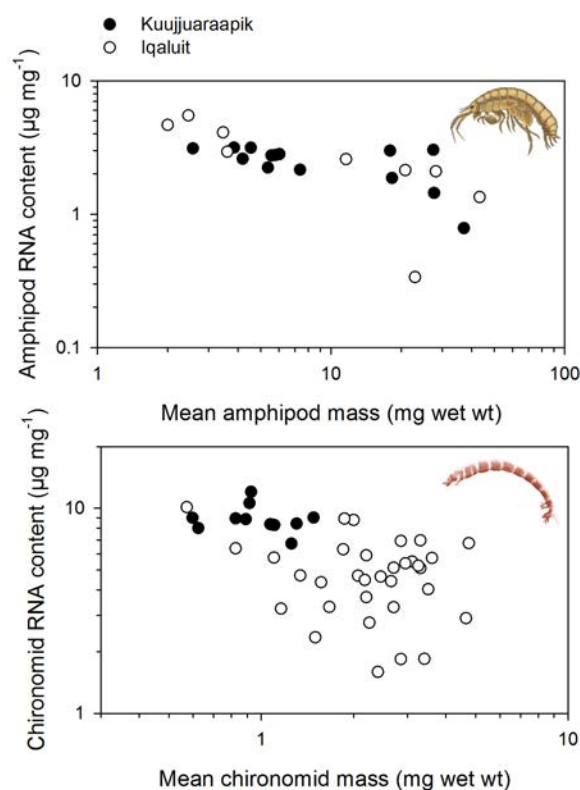 Kuujjuaraapik
Iqaluit
10
1
0.1
1
10
100
Amphipod RNA content (µg mg⁻¹)
Mean amphipod mass (mg wet wt)
10
1
1
10
Chironomid RNA content (µg mg⁻¹)
Mean chironomid mass (mg wet wt)